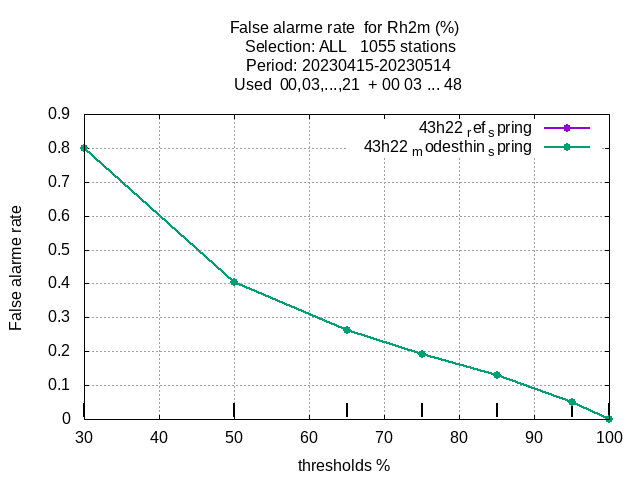 False alarme rate  for Rh2m (%)
Selection: ALL   1055 stations
Period: 20230415-20230514
Used  00,03,...,21  + 00 03 ... 48
43h22 ref spring
43h22 modesthin spring
0.9
0.8
0.7
0.6
0.5
0.4
0.3
0.2
0.1
0
False alarme rate
30 40 50 60 70 80 90 100
thresholds %